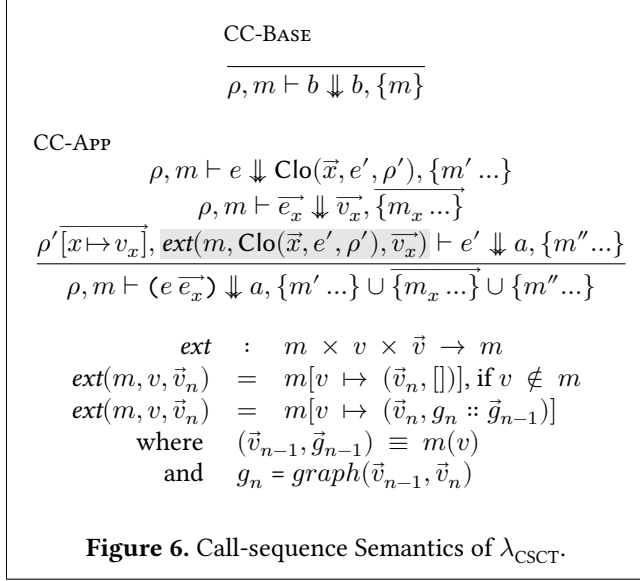 CC-Base
ρ, m ⊢ b ⇓ b, {m}
CC-App
ρ, m ⊢ e ⇓ Clo(x⃗, e′, ρ′), {m′ ...}
ρ, m ⊢ e⃗ₓ ⇓ v⃗ₓ, {mₓ ...}⃗
ρ′[x↦vₓ]⃗, ext(m, Clo(x⃗, e′, ρ′), v⃗ₓ) ⊢ e′ ⇓ a, {m″...}
ρ, m ⊢ (e e⃗ₓ) ⇓ a, {m′ ...} ∪ {mₓ ...}⃗ ∪ {m″...}
ext : m × v × v⃗ → m
ext(m, v, v⃗ₙ) = m[v ↦ (v⃗ₙ, [])], if v ∉ m
ext(m, v, v⃗ₙ) = m[v ↦ (v⃗ₙ, gₙ :: g⃗ₙ₋₁)]
where (v⃗ₙ₋₁, g⃗ₙ₋₁) ≡ m(v)
and gₙ = graph(v⃗ₙ₋₁, v⃗ₙ)
Figure 6. Call-sequence Semantics of λ_CSCT.